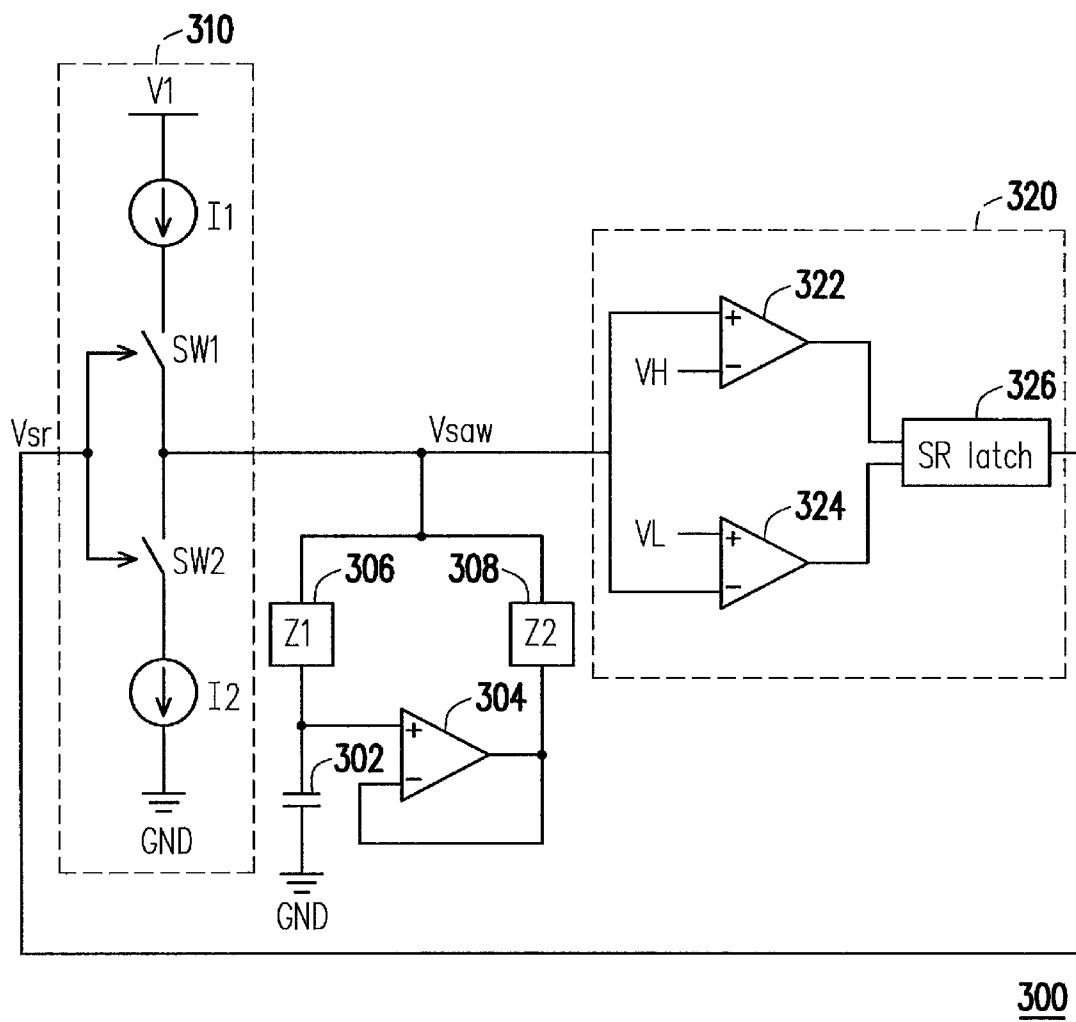 310
V1
I1
320
322
+
SW1
VH
−
326
Vsr
Vsaw
SR latch
324
VL
+
SW2
306
308
−
Z1
Z2
I2
304
+
302
−
GND
GND
300